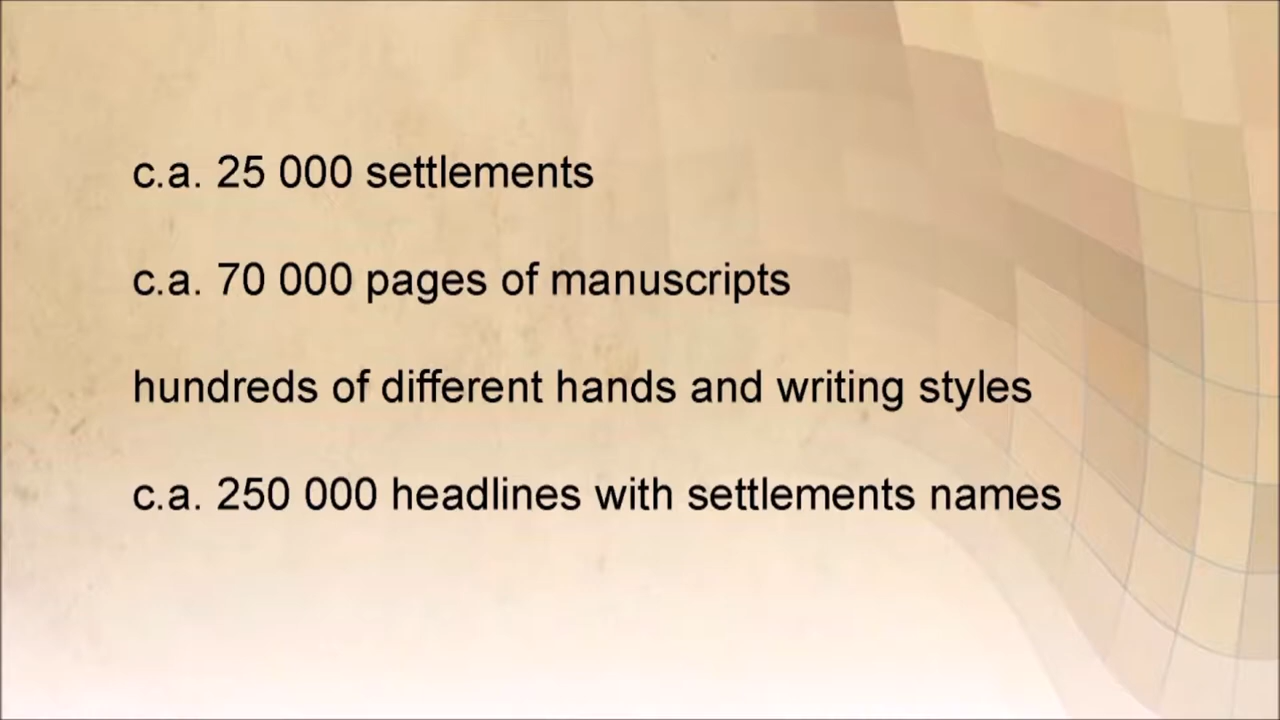 c.a. 25 000 settlements
c.a. 70 000 pages of manuscripts
hundreds of different hands and writing styles
c.a. 250 000 headlines with settlements names